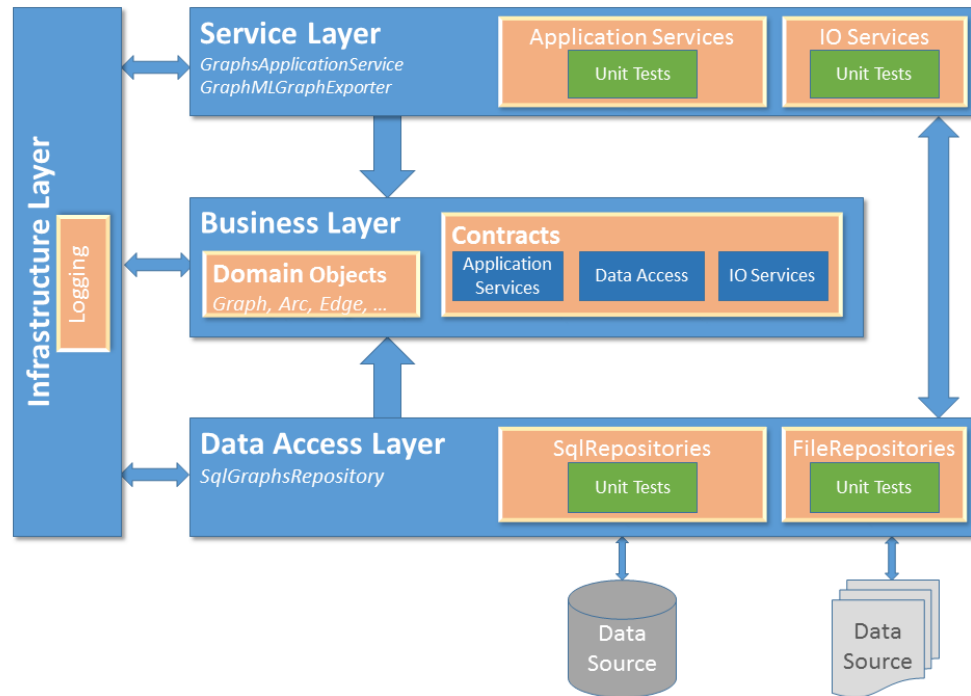 Infrastructure Layer
Logging
Service Layer
GraphsApplicationService
GraphMLGraphExporter
Application Services
Unit Tests
IO Services
Unit Tests
Business Layer
Domain Objects
Graph, Arc, Edge, ...
Contracts
Application
Services
Data Access
IO Services
Data Access Layer
SqlGraphsRepository
SqlRepositories
Unit Tests
FileRepositories
Unit Tests
Data
Source
Data
Source